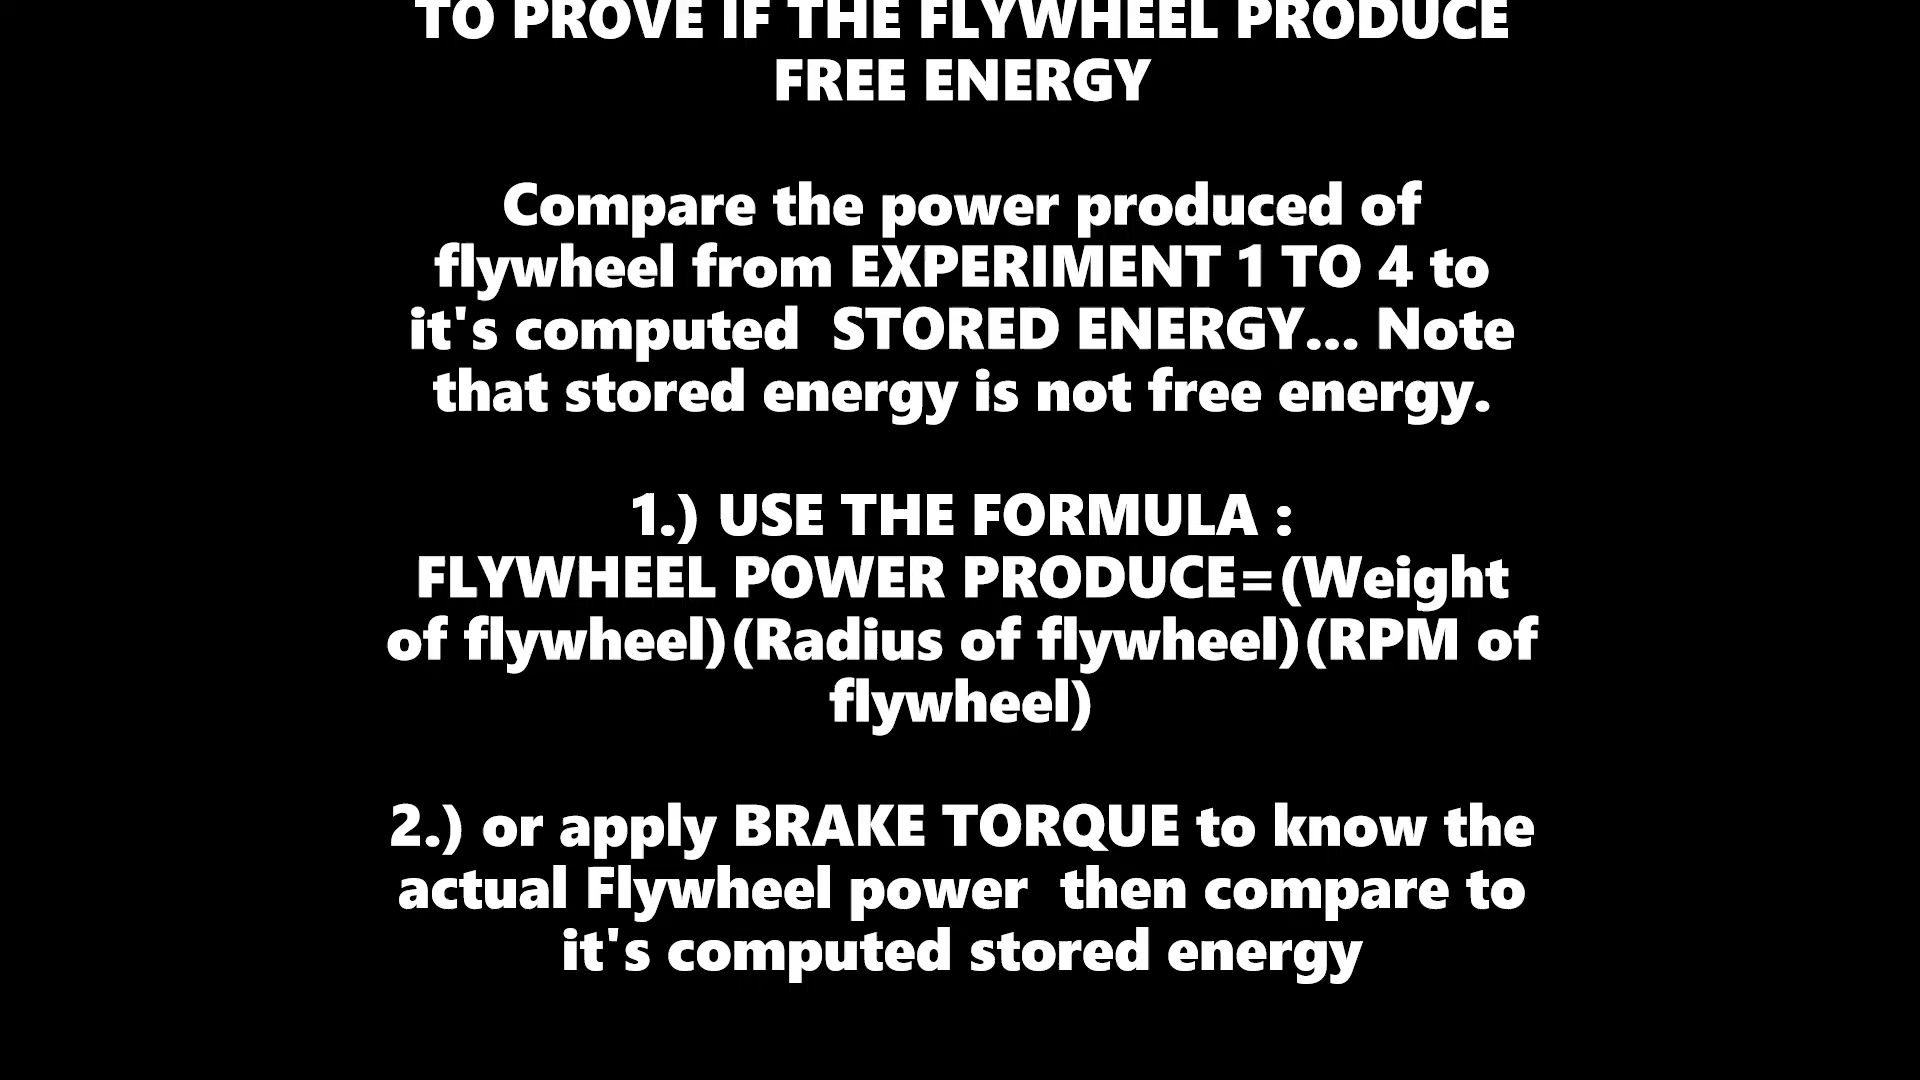 TO PROVE IF THE FLYWHEEL PRODUCE
FREE ENERGY
Compare the power produced of
flywheel from EXPERIMENT 1 TO 4 to
it's computed  STORED ENERGY... Note
that stored energy is not free energy.
1.) USE THE FORMULA :
FLYWHEEL POWER PRODUCE=(Weight
of flywheel)(Radius of flywheel)(RPM of
flywheel)
2.) or apply BRAKE TORQUE to know the
actual Flywheel power  then compare to
it's computed stored energy